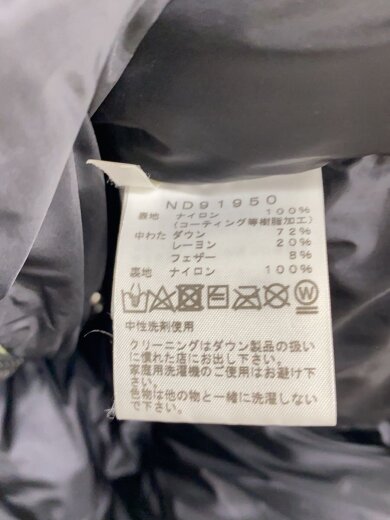 ND91950
表地 ナイロン 100%
(コーティング等樹脂加工)
中わた ダウン 72%
レーヨン 20%
フェザー 8%
裏地 ナイロン 100%
中性洗剤使用
クリーニングはダウン製品の扱い
に慣れた店にお出し下さい。
家庭用洗濯機のご使用はお避け下
さい。
色物は他の物と一緒に洗濯しない
で下さい。